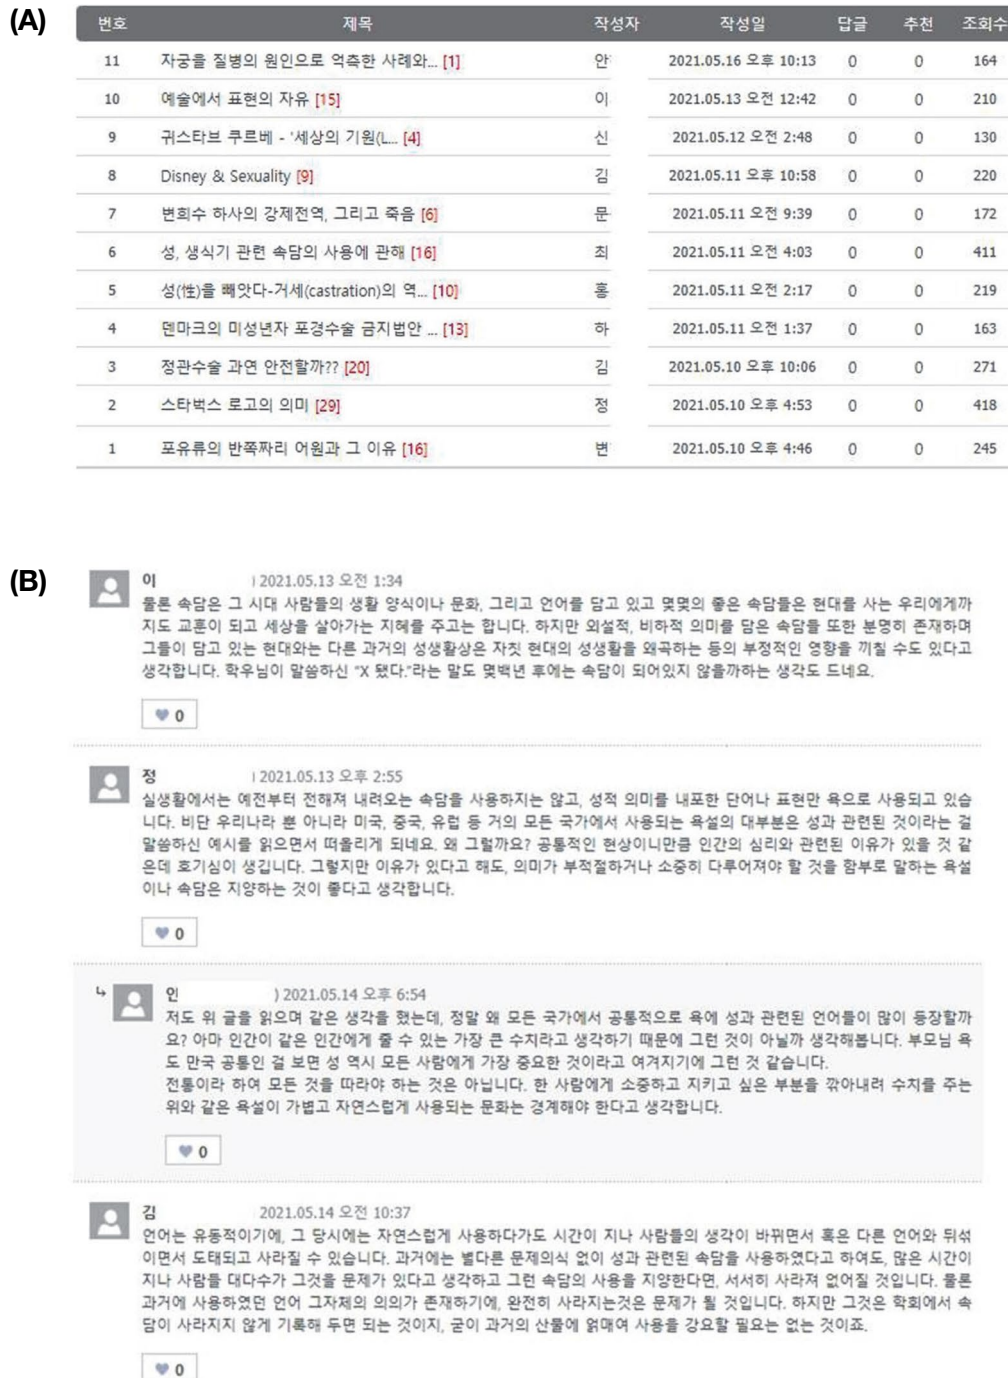 (A)
번호 제목 작성자 작성일 답글 추천 조회수
11 자궁을 질병의 원인으로 억측한 사례와... [1] 안 2021.05.16 오후 10:13 0 0 164
10 예술에서 표현의 자유 [15] 이 2021.05.13 오전 12:42 0 0 210
9 귀스타브 쿠르베 - '세상의 기원(L... [4] 신 2021.05.12 오전 2:48 0 0 130
8 Disney & Sexuality [9] 김 2021.05.11 오후 10:58 0 0 220
7 변희수 하사의 강제전역, 그리고 죽음 [6] 문 2021.05.11 오전 9:39 0 0 172
6 성, 생식기 관련 속담의 사용에 관해 [16] 최 2021.05.11 오전 4:03 0 0 411
5 성(性)을 빼앗다-거세(castration)의 역... [10] 홍 2021.05.11 오전 2:17 0 0 219
4 덴마크의 미성년자 포경수술 금지법안 ... [13] 하 2021.05.11 오전 1:37 0 0 163
3 정관수술 과연 안전할까?? [20] 김 2021.05.10 오후 10:06 0 0 271
2 스타벅스 로고의 의미 [29] 정 2021.05.10 오후 4:53 0 0 418
1 포유류의 반쪽짜리 어원과 그 이유 [16] 변 2021.05.10 오후 4:46 0 0 245
(B)
이 ) 2021.05.13 오전 1:34
물론 속담은 그 시대 사람들의 생활 양식이나 문화, 그리고 언어를 담고 있고 몇몇의 좋은 속담들은 현대를 사는 우리에게까
지도 교훈이 되고 세상을 살아가는 지혜를 주고는 합니다. 하지만 외설적, 비하적 의미를 담은 속담들 또한 분명히 존재하며
그들이 담고 있는 현대와는 다른 과거의 성생활상은 자칫 현대의 성생활을 왜곡하는 등의 부정적인 영향을 끼칠 수도 있다고
생각합니다. 학우님이 말씀하신 "X 됐다."라는 말도 몇백년 후에는 속담이 되어있지 않을까하는 생각도 드네요.
0
정 ) 2021.05.13 오후 2:55
실생활에서는 예전부터 전해져 내려오는 속담을 사용하지는 않고, 성적 의미를 내포한 단어나 표현만 욕으로 사용되고 있습
니다. 비단 우리나라 뿐 아니라 미국, 중국, 유럽 등 거의 모든 국가에서 사용되는 욕설의 대부분은 성과 관련된 것이라는 걸
말씀하신 예시를 읽으면서 떠올리게 되네요. 왜 그럴까요? 공통적인 현상이니만큼 인간의 심리와 관련된 이유가 있을 것 같
은데 호기심이 생깁니다. 그렇지만 이유가 있다고 해도, 의미가 부적절하거나 소중히 다루어져야 할 것을 함부로 말하는 욕설
이나 속담은 지양하는 것이 좋다고 생각합니다.
0
인 ) 2021.05.14 오후 6:54
저도 위 글을 읽으며 같은 생각을 했는데, 정말 왜 모든 국가에서 공통적으로 욕에 성과 관련된 언어들이 많이 등장할까
요? 아마 인간이 같은 인간에게 줄 수 있는 가장 큰 수치라고 생각하기 때문에 그런 것이 아닐까 생각해봅니다. 부모님 욕
도 만국 공통인 걸 보면 성 역시 모든 사람에게 가장 중요한 것이라고 여겨지기에 그런 것 같습니다.
전통이라 하여 모든 것을 따라야 하는 것은 아닙니다. 한 사람에게 소중하고 지키고 싶은 부분을 깎아내려 수치를 주는
위와 같은 욕설이 가볍고 자연스럽게 사용되는 문화는 경계해야 한다고 생각합니다.
0
김 2021.05.14 오전 10:37
언어는 유동적이기에, 그 당시에는 자연스럽게 사용하다가도 시간이 지나 사람들의 생각이 바뀌면서 혹은 다른 언어와 뒤섞
이면서 도태되고 사라질 수 있습니다. 과거에는 별다른 문제의식 없이 성과 관련된 속담을 사용하였다고 하여도, 많은 시간이
지나 사람들 대다수가 그것을 문제가 있다고 생각하고 그런 속담의 사용을 지양한다면, 서서히 사라져 없어질 것입니다. 물론
과거에 사용하였던 언어 그자체의 의의가 존재하기에, 완전히 사라지는것은 문제가 될 것입니다. 하지만 그것은 학회에서 속
담이 사라지지 않게 기록해 두면 되는 것이지, 굳이 과거의 산물에 얽매여 사용을 강요할 필요는 없는 것이죠.
0